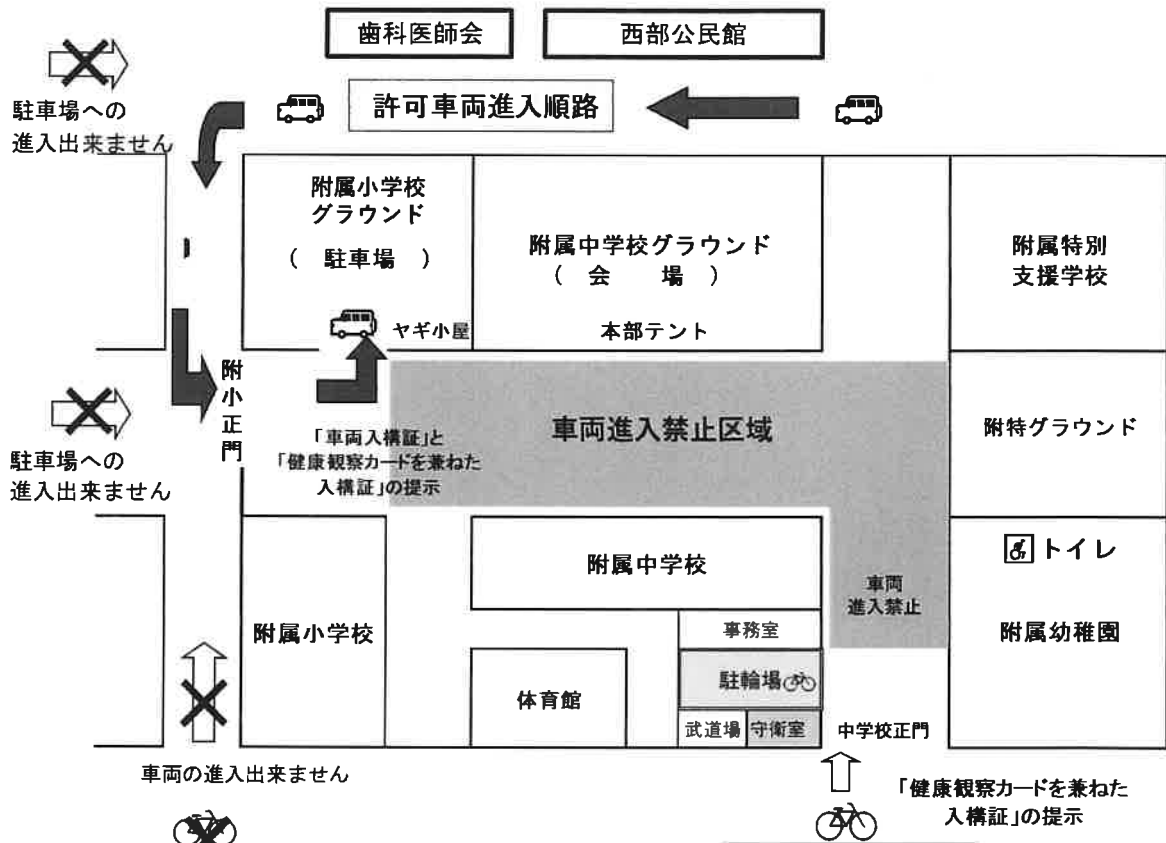 歯科医師会
西部公民館
駐車場への
進入出来ません
許可車両進入順路
附属小学校
グラウンド
（　駐車場　）
附属中学校グラウンド
（　会　　場　）
附属特別
支援学校
ヤギ小屋
本部テント
附小正門
駐車場への
進入出来ません
「車両入構証」と
「健康観察カードを兼ねた
入構証」の提示
車両進入禁止区域
附特グラウンド
附属中学校
車両
進入禁止
トイレ
附属小学校
事務室
附属幼稚園
体育館
駐輪場
武道場
守衛室
中学校正門
車両の進入出来ません
「健康観察カードを兼ねた
入構証」の提示